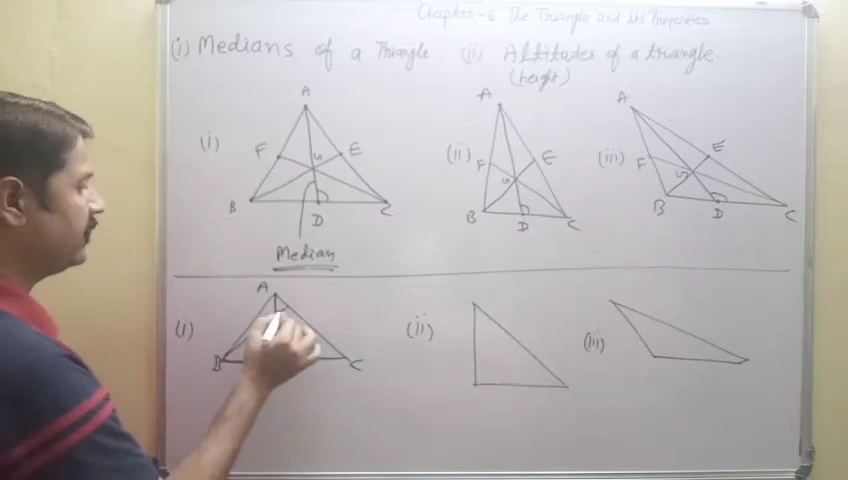 Chapter-6 The Triangle and its Properties
(i) Medians of a Triangle (ii) Altitudes of a triangle.
(height)
A A A
(i) F E (ii) F E (iii) F E
G G G
B D C B D C B D C
Median
A
(i) (ii) (iii)
B C